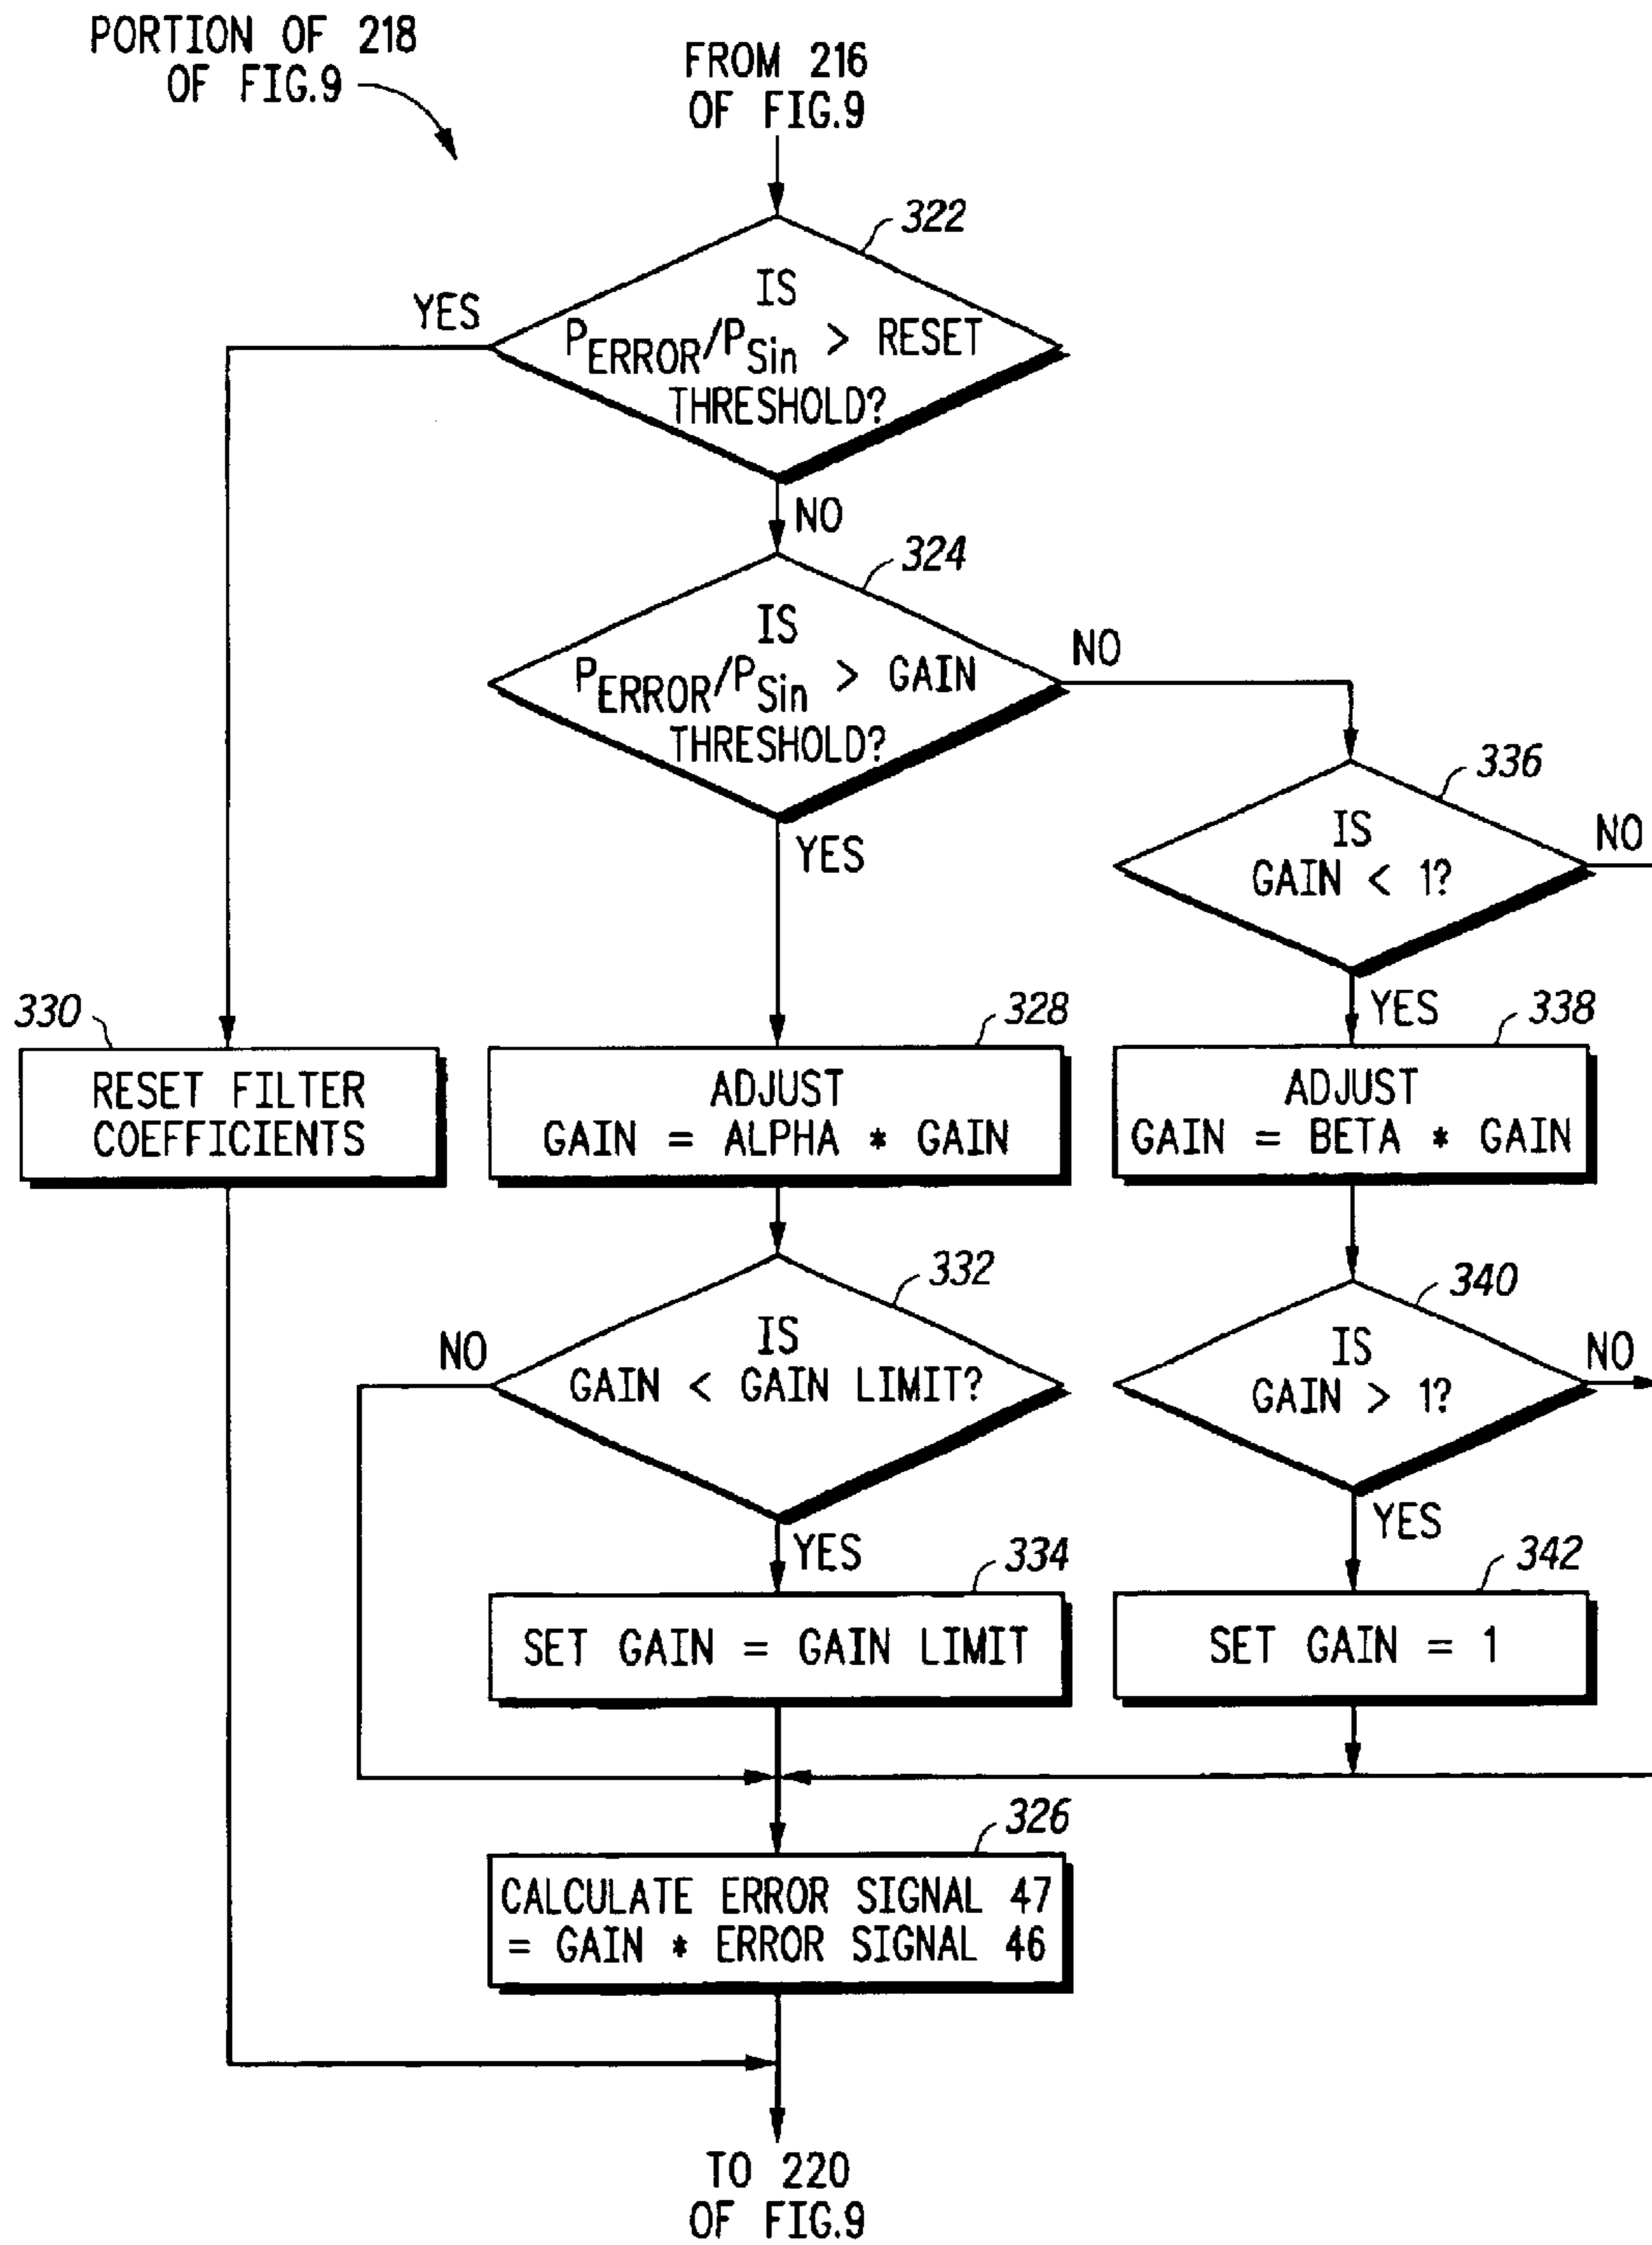 PORTION OF 218
OF FIG.9
FROM 216
OF FIG.9
322
IS
PERROR/PSin > RESET
THRESHOLD?
YES
NO
324
IS
PERROR/PSin > GAIN
THRESHOLD?
NO
YES
336
IS
GAIN < 1?
NO
YES
330
RESET FILTER
COEFFICIENTS
328
ADJUST
GAIN = ALPHA * GAIN
338
ADJUST
GAIN = BETA * GAIN
332
IS
GAIN < GAIN LIMIT?
NO
YES
340
IS
GAIN > 1?
NO
YES
334
SET GAIN = GAIN LIMIT
342
SET GAIN = 1
326
CALCULATE ERROR SIGNAL 47
= GAIN * ERROR SIGNAL 46
TO 220
OF FIG.9